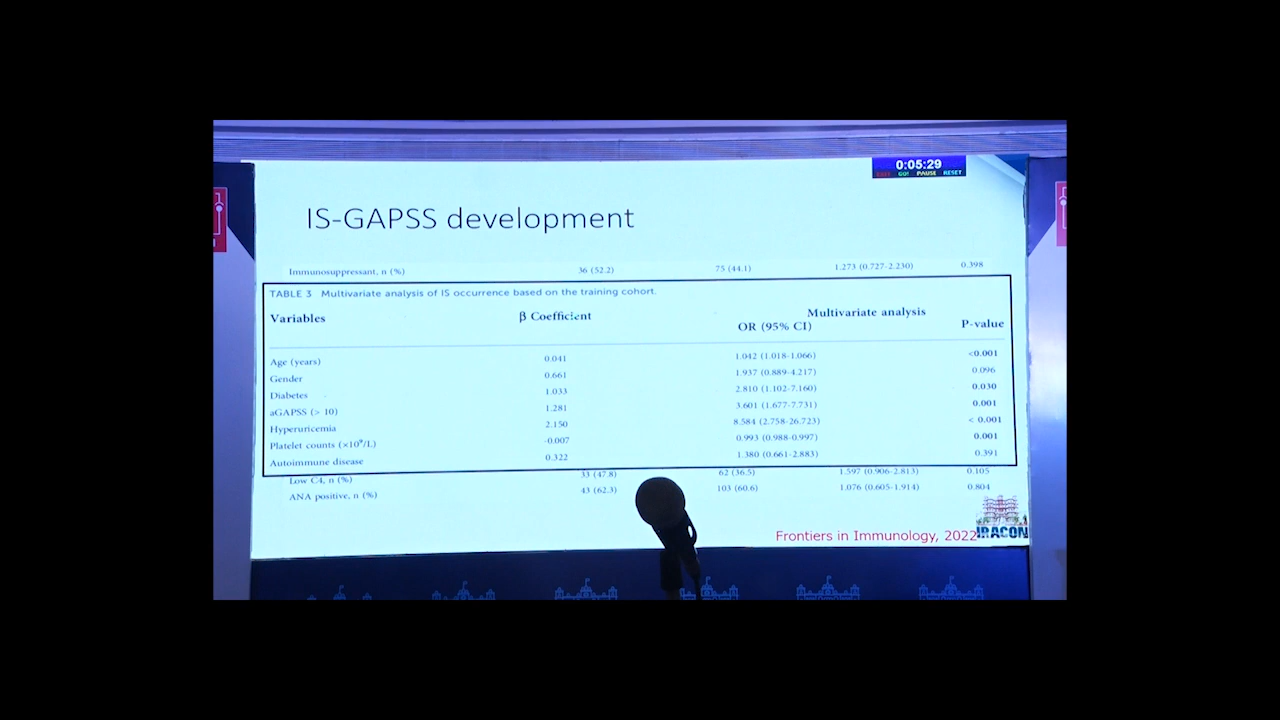 0:05:29
GO! PAUSE RESET
IS-GAPSS development
Immunosuppressant, n (%) 36 (52.2) 75 (44.1) 1.273 (0.727-2.230) 0.398
TABLE 3 Multivariate analysis of IS occurrence based on the training cohort.
Variables β Coefficient Multivariate analysis
OR (95% CI) P-value
Age (years) 0.041 1.042 (1.018-1.066) <0.001
Gender 0.661 1.937 (0.889-4.217) 0.096
Diabetes 1.033 2.810 (1.102-7.160) 0.030
aGAPSS (> 10) 1.281 3.601 (1.677-7.731) 0.001
Hyperuricemia 2.150 8.584 (2.758-26.723) < 0.001
Platelet counts (×10⁹/L) -0.007 0.993 (0.988-0.997) 0.001
Autoimmune disease 0.322 1.380 (0.661-2.883) 0.391
Low C4, n (%) 33 (47.8) 62 (36.5) 1.597 (0.906-2.813) 0.105
ANA positive, n (%) 43 (62.3) 103 (60.6) 1.076 (0.605-1.914) 0.804
Frontiers in Immunology, 2022
IRACON